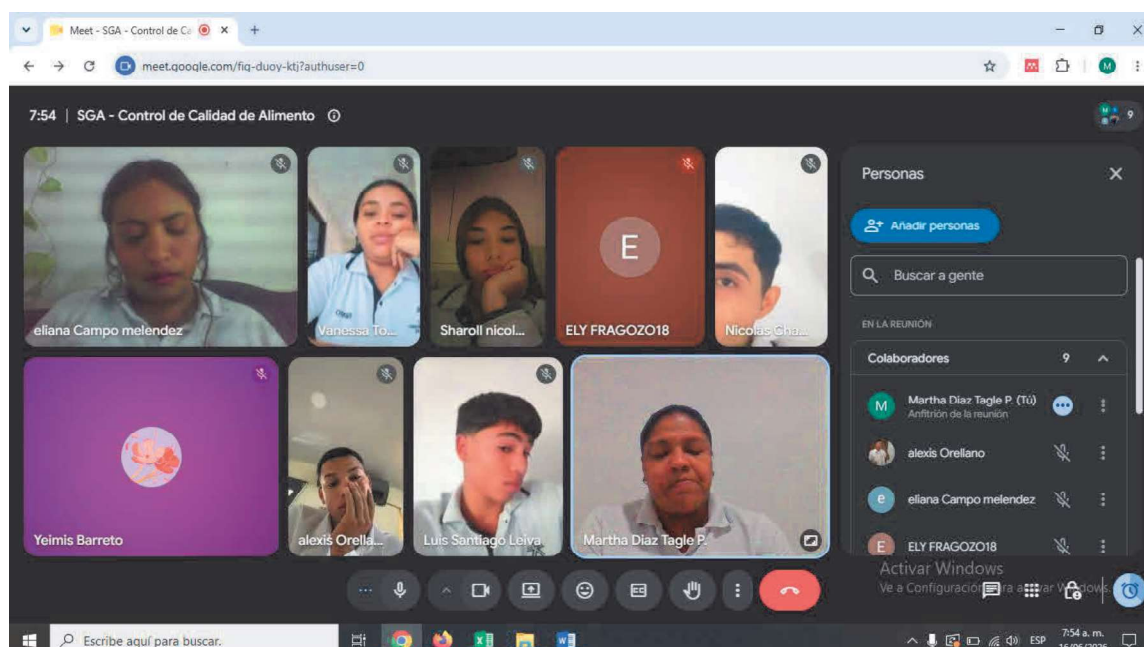 Meet - SGA - Control de Ca
meet.google.com/fiq-duoy-ktj?authuser=0
M
7:54 | SGA - Control de Calidad de Alimento
9
eliana Campo melendez
Vanessa To...
Sharoll nicol...
E
ELY FRAGOZO18
Nicolas Cha...
Yeimis Barreto
alexis Orella...
Luis Santiago Leiva
Martha Diaz Tagle P.
Personas
Añadir personas
Buscar a gente
EN LA REUNIÓN
Colaboradores 9
M
Martha Diaz Tagle P. (Tú)
Anfitrión de la reunión
alexis Orellano
e
eliana Campo melendez
E
ELY FRAGOZO18
Activar Windows
Ve a Configuración para activar Windows.
Escribe aquí para buscar.
ESP
7:54 a. m.
16/06/2026